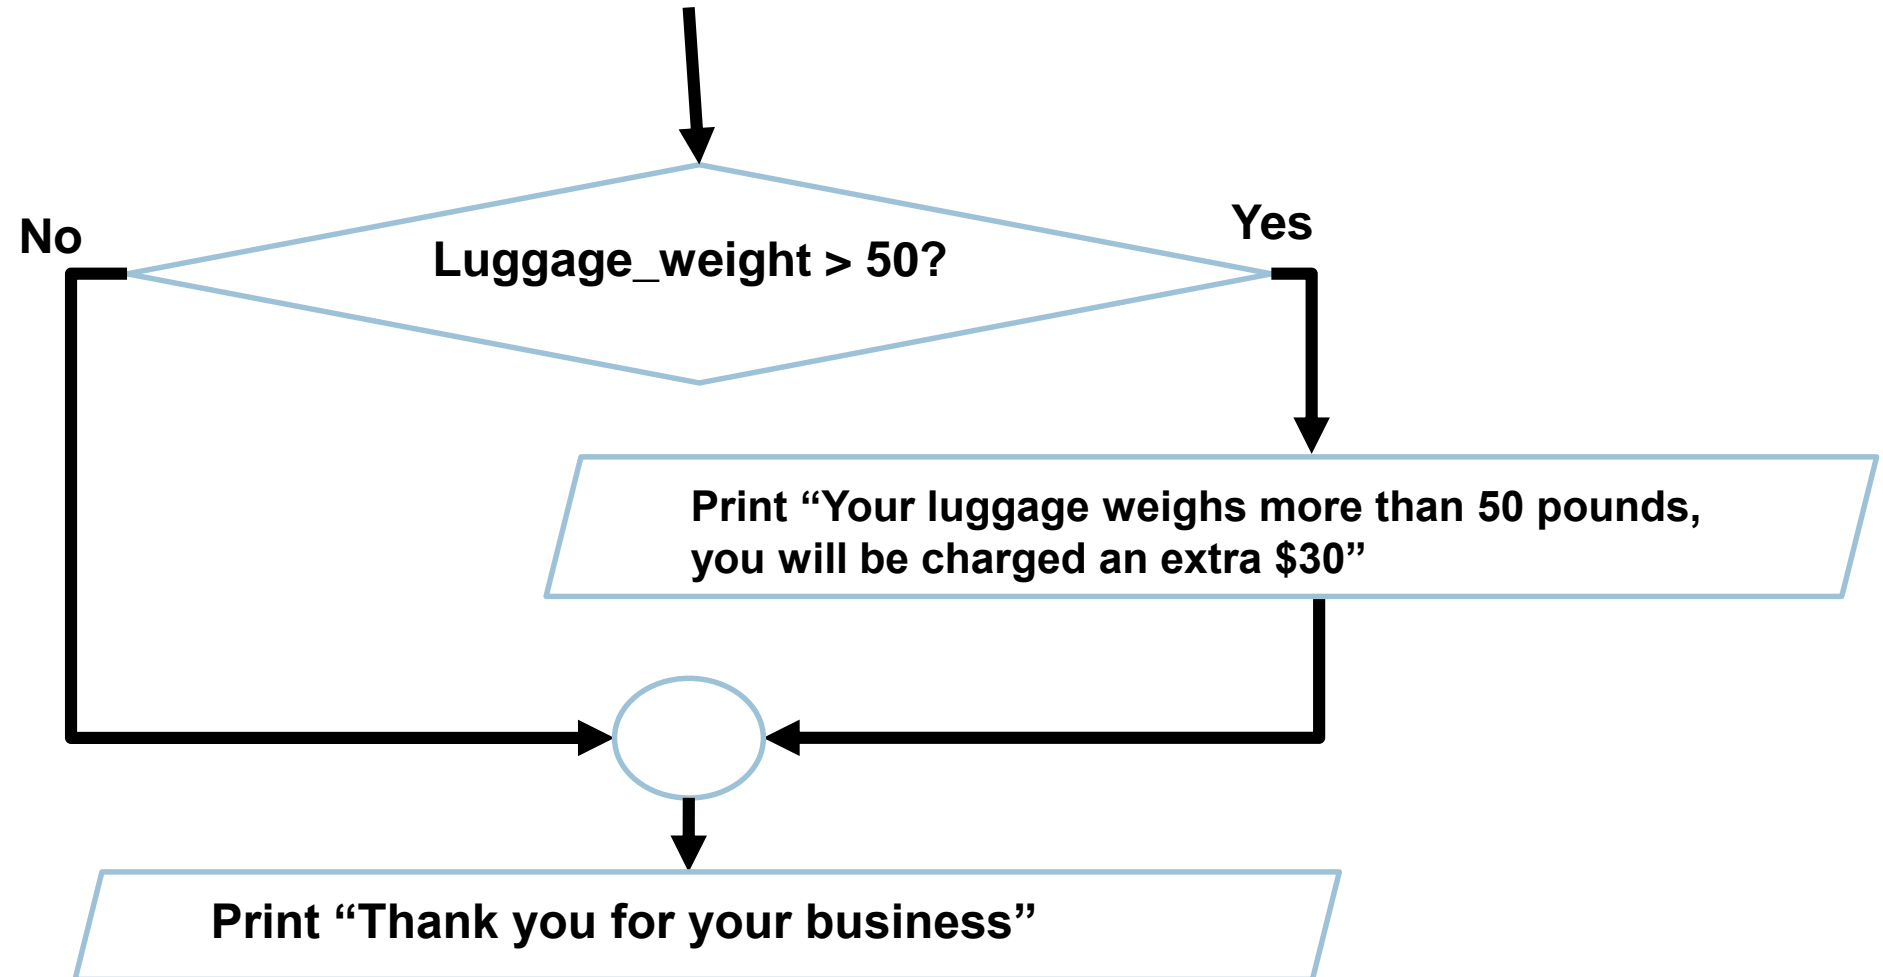 No
Yes
Luggage_weight > 50?
Print “Your luggage weighs more than 50 pounds,
you will be charged an extra $30”
Print “Thank you for your business”